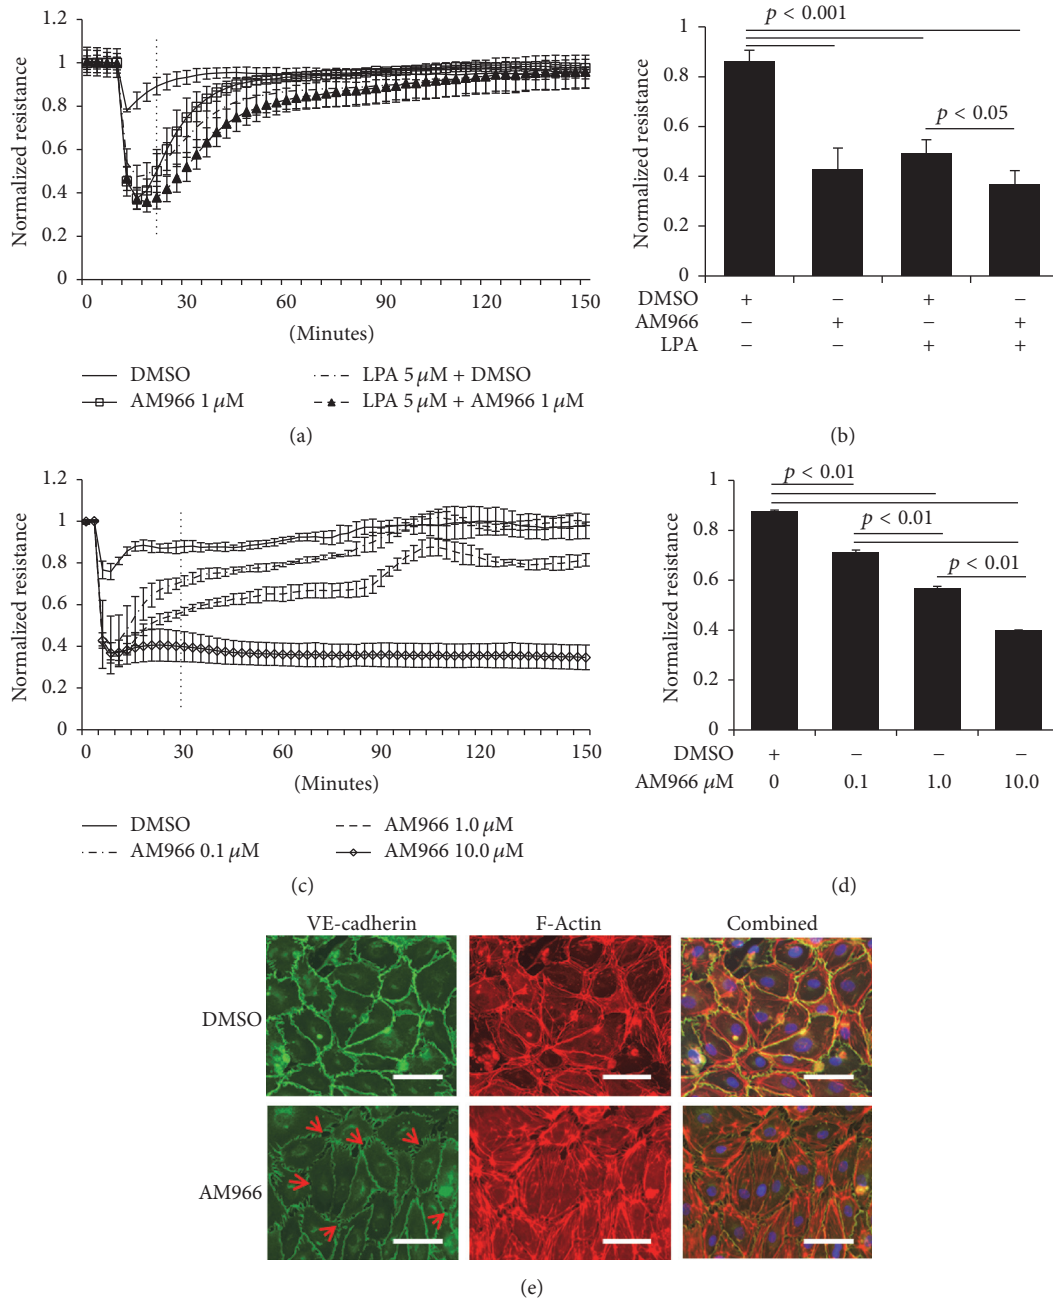 1.2
1
0.8
0.6
0.4
0.2
0
Normalized resistance
0 30 60 90 120 150
(Minutes)
DMSO
AM966 1 μM
LPA 5 μM + DMSO
LPA 5 μM + AM966 1 μM
(a)
1
0.8
0.6
0.4
0.2
0
Normalized resistance
p < 0.001
p < 0.05
DMSO + − + −
AM966 − + − +
LPA − − + +
(b)
1.2
1
0.8
0.6
0.4
0.2
0
Normalized resistance
0 30 60 90 120 150
(Minutes)
DMSO
AM966 0.1 μM
AM966 1.0 μM
AM966 10.0 μM
(c)
1
0.8
0.6
0.4
0.2
0
Normalized resistance
p < 0.01
p < 0.01
p < 0.01
DMSO + − − −
AM966 μM 0 0.1 1.0 10.0
(d)
VE-cadherin F-Actin Combined
DMSO
AM966
(e)